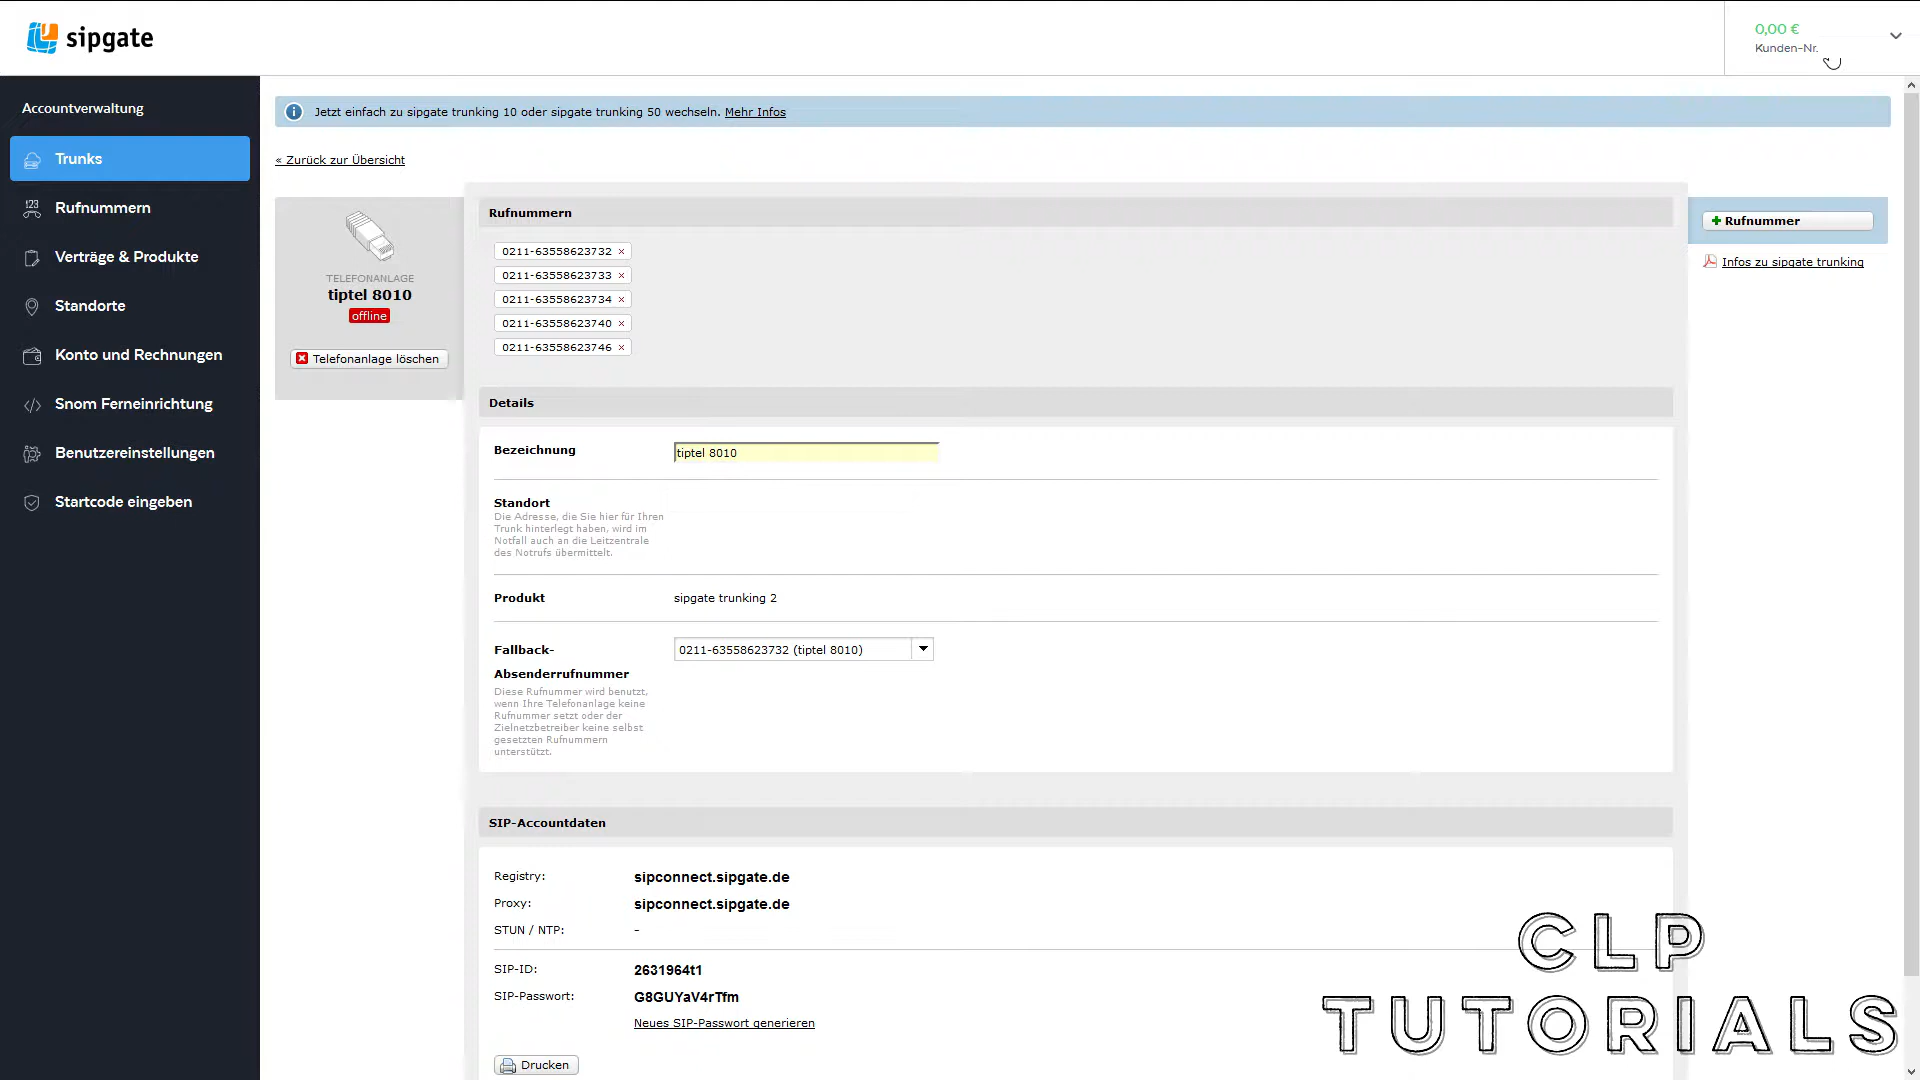 sipgate
0,00 €
Kunden-Nr.
Accountverwaltung
Trunks
Rufnummern
Verträge & Produkte
Standorte
Konto und Rechnungen
Snom Ferneinrichtung
Benutzereinstellungen
Startcode eingeben
Jetzt einfach zu sipgate trunking 10 oder sipgate trunking 50 wechseln. Mehr Infos
« Zurück zur Übersicht
TELEFONANLAGE
tiptel 8010
offline
Telefonanlage löschen
Rufnummern
0211-63558623732 ×
0211-63558623733 ×
0211-63558623734 ×
0211-63558623740 ×
0211-63558623746 ×
Rufnummer
Infos zu sipgate trunking
Details
Bezeichnung
tiptel 8010
Standort
Die Adresse, die Sie hier für Ihren
Trunk hinterlegt haben, wird im
Notfall auch an die Leitzentrale
des Notrufs übermittelt.
Produkt
sipgate trunking 2
Fallback-
Absenderrufnummer
0211-63558623732 (tiptel 8010)
Diese Rufnummer wird benutzt,
wenn Ihre Telefonanlage keine
Rufnummer setzt oder der
Zielnetzbetreiber keine selbst
gesetzten Rufnummern
unterstützt.
SIP-Accountdaten
Registry: sipconnect.sipgate.de
Proxy: sipconnect.sipgate.de
STUN / NTP: -
SIP-ID: 2631964t1
SIP-Passwort: G8GUYaV4rTfm
Neues SIP-Passwort generieren
Drucken
CLP
TUTORIALS